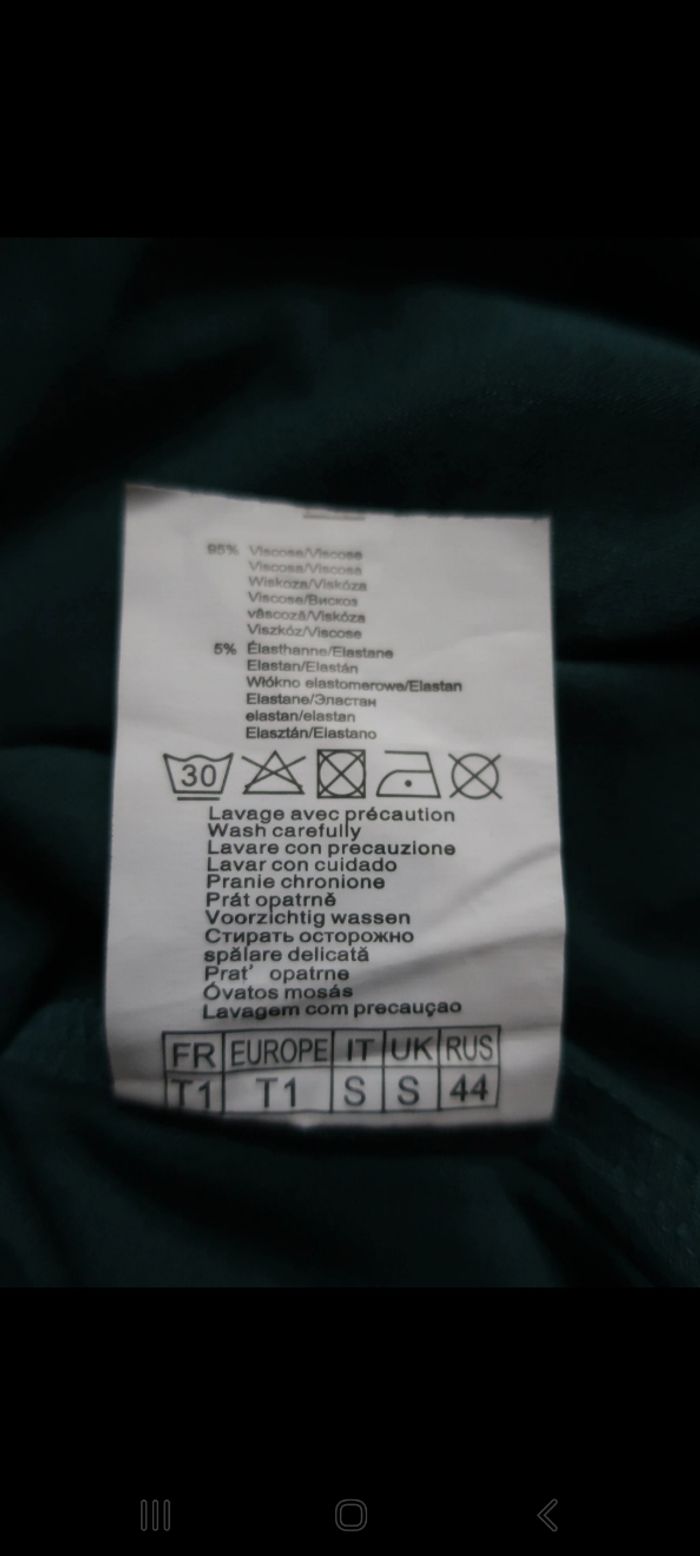 95% Viscose/Viscose
Viscosa/Viscosa
Wiskoza/Viskóza
Viscose/Вискоз
vâscoză/Viskóza
Viszkóz/Viscose
5% Élasthanne/Elastane
Elastan/Elastán
Włókno elastomerowe/Elastan
Elastane/Эластан
elastan/elastan
Elasztán/Elastano
30
Lavage avec précaution
Wash carefully
Lavare con precauzione
Lavar con cuidado
Pranie chronione
Prát opatrně
Voorzichtig wassen
Стирать осторожно
spălare delicată
Prat' opatrne
Óvatos mosás
Lavagem com precauçao
FR EUROPE IT UK RUS
T1 T1 S S 44